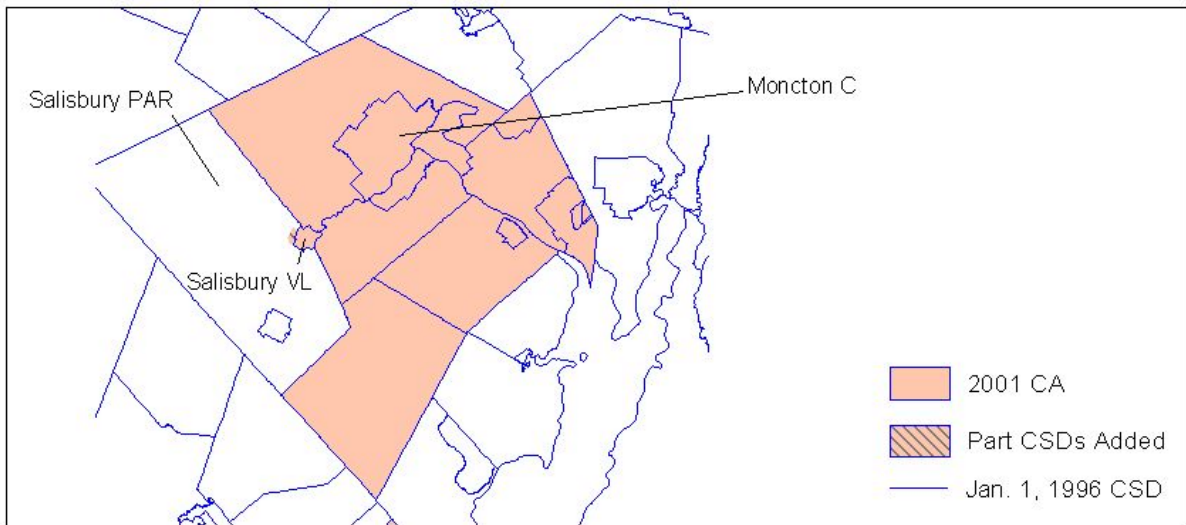 Moncton C
Salisbury PAR
Salisbury VL
2001 CA
Part CSDs Added
Jan. 1, 1996 CSD